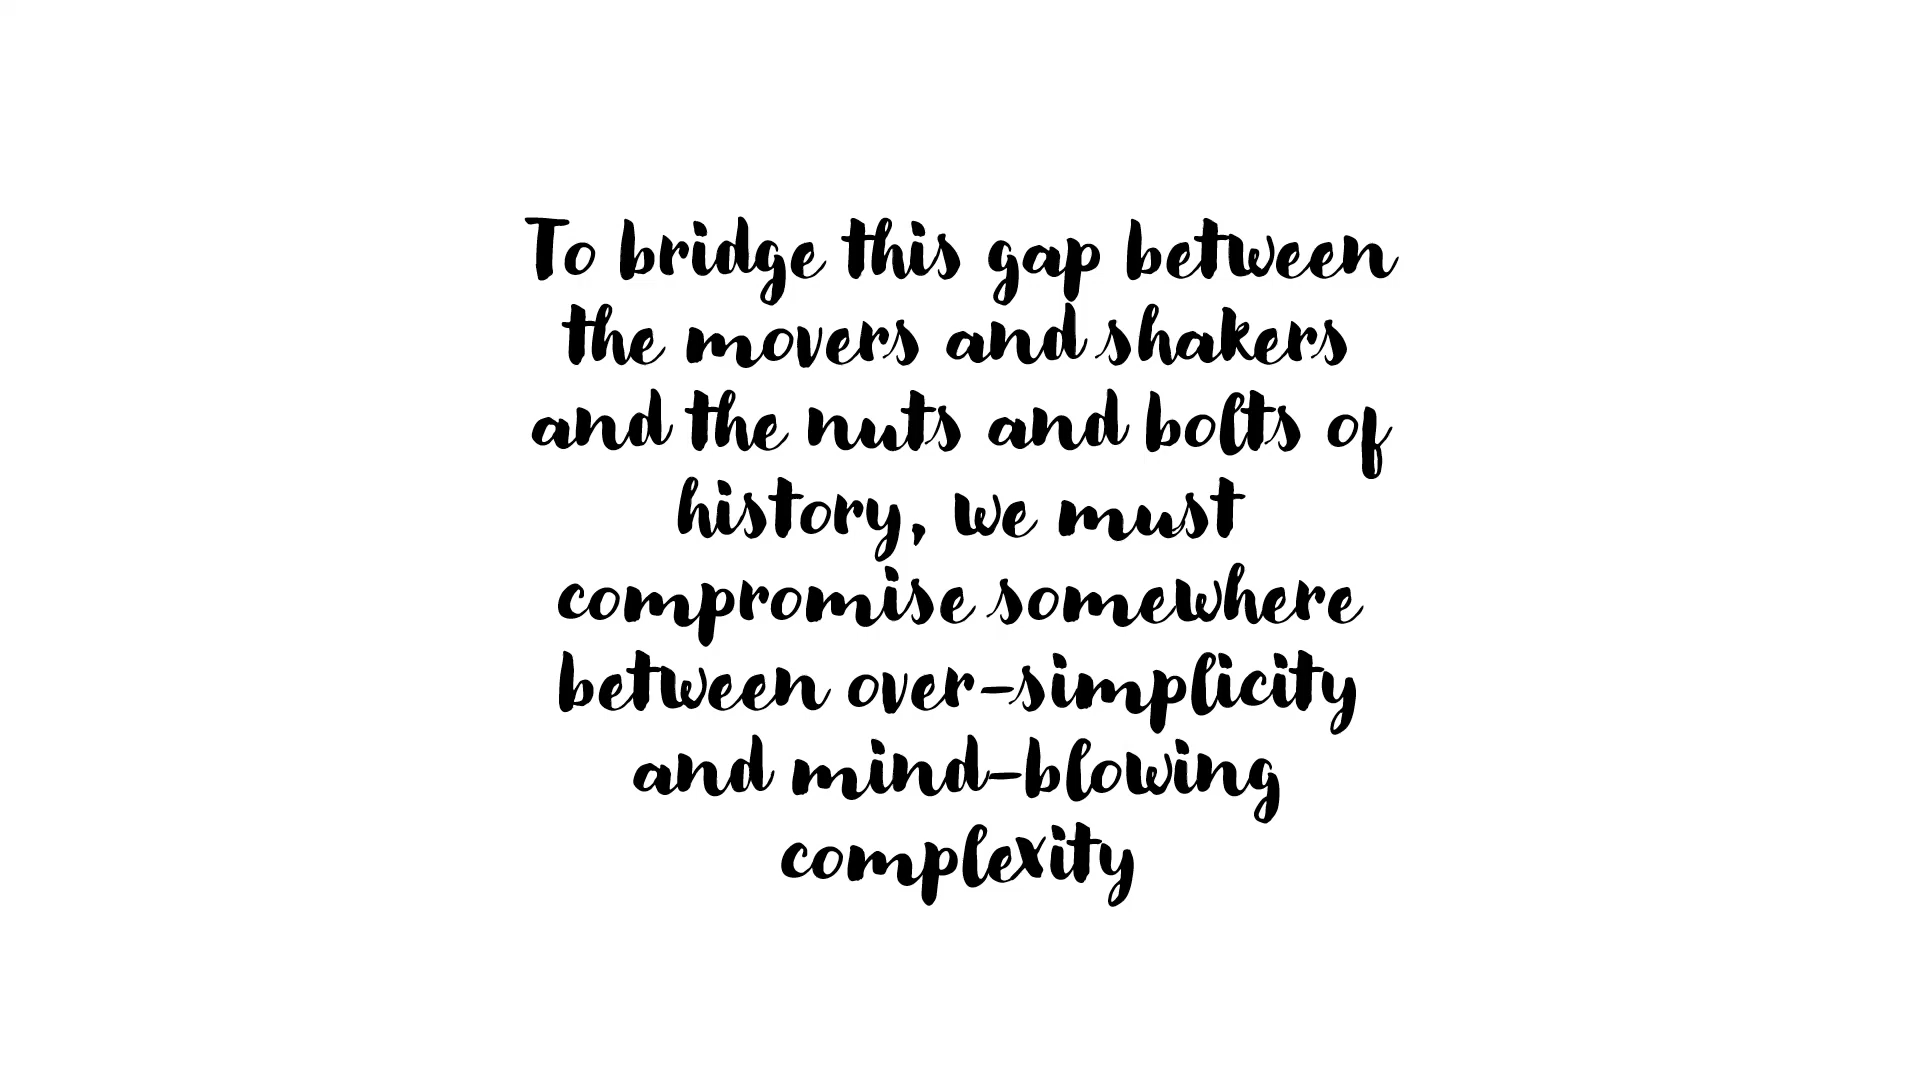 To bridge this gap between
the movers and shakers
and the nuts and bolts of
history, we must
compromise somewhere
between over-simplicity
and mind-blowing
complexity